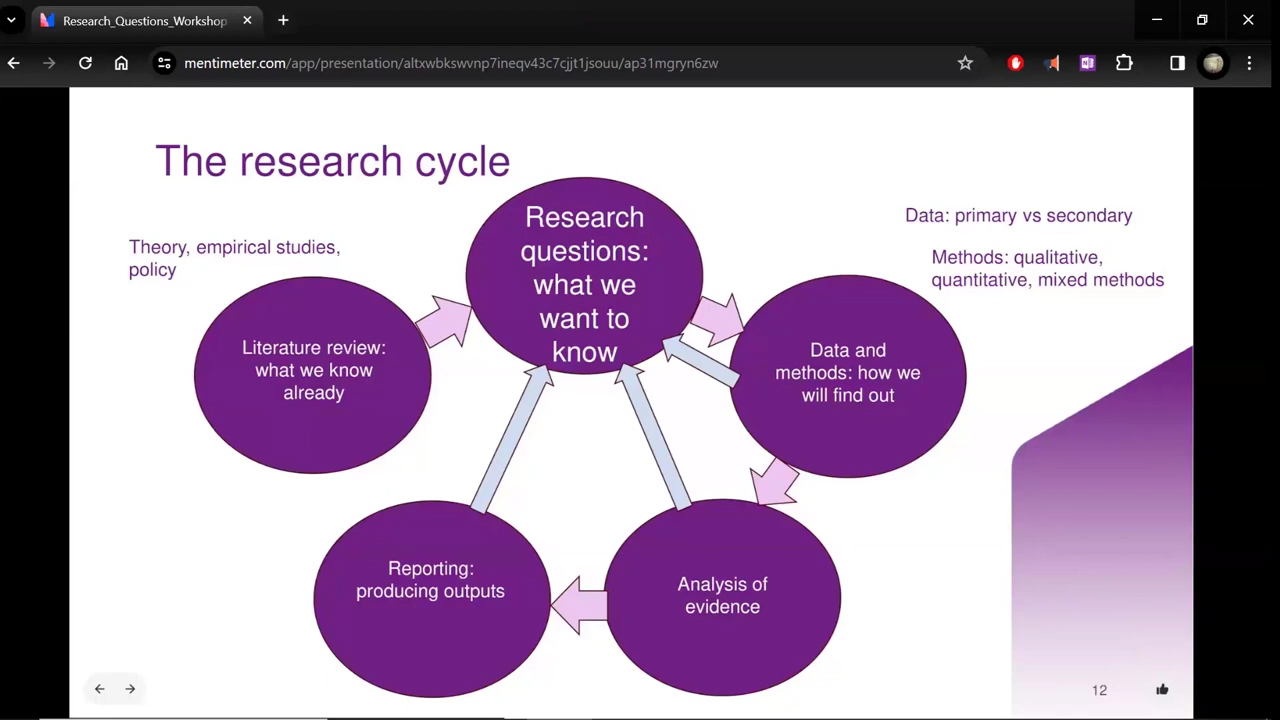 Research_Questions_Workshop
mentimeter.com/app/presentation/altxwbkswvnp7ineqv43c7cjjt1jsouu/ap31mgryn6zw
The research cycle
Theory, empirical studies,
policy
Literature review:
what we know
already
Research
questions:
what we
want to
know
Data: primary vs secondary
Methods: qualitative,
quantitative, mixed methods
Data and
methods: how we
will find out
Analysis of
evidence
Reporting:
producing outputs
12